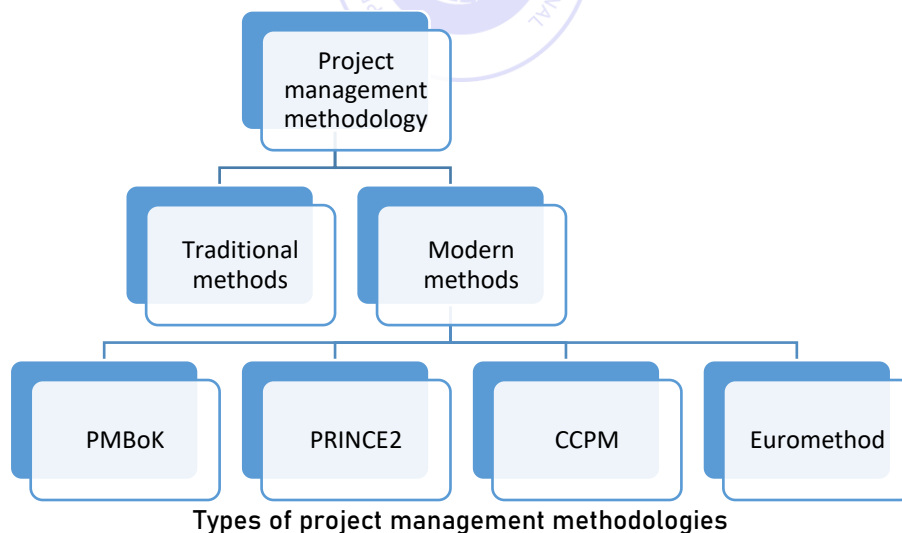 Project
management
methodology
Traditional
methods
Modern
methods
PMBoK
PRINCE2
CCPM
Euromethod
Types of project management methodologies